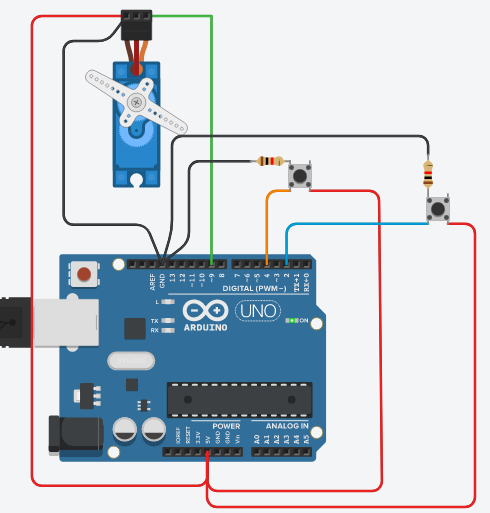 AREF
GND
13
12
~11
~10
~9
8
7
~6
~5
4
~3
2
TX→1
RX←0
L
DIGITAL (PWM~)
TX
RX
ARDUINO
UNO
ON
POWER
ANALOG IN
IOREF
RESET
3.3V
5V
GND
GND
Vin
A0
A1
A2
A3
A4
A5